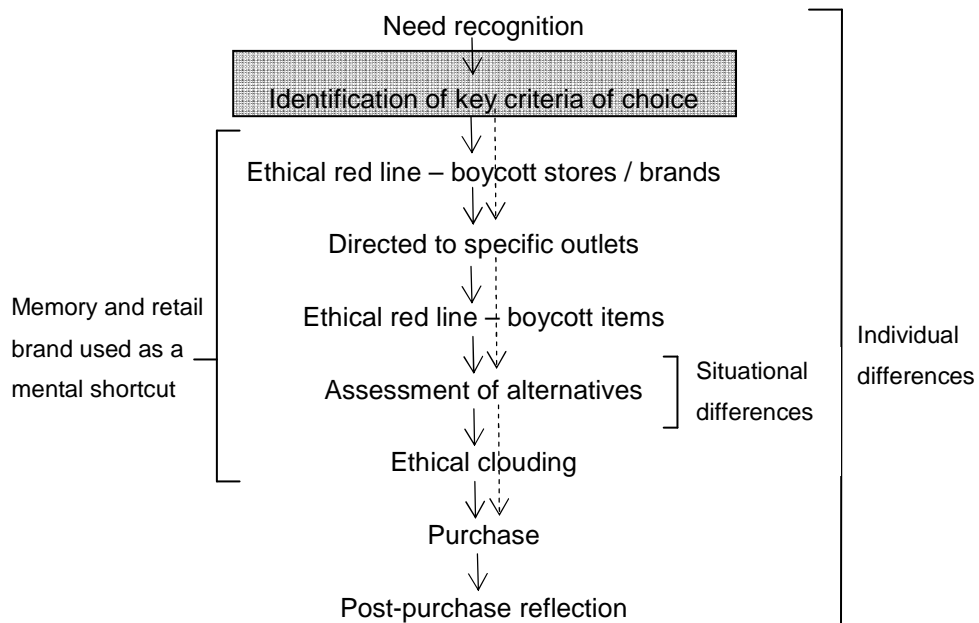 Need recognition
Identification of key criteria of choice
Ethical red line – boycott stores / brands
Directed to specific outlets
Ethical red line – boycott items
Assessment of alternatives
Ethical clouding
Purchase
Post-purchase reflection
Memory and retail
brand used as a
mental shortcut
Situational
differences
Individual
differences